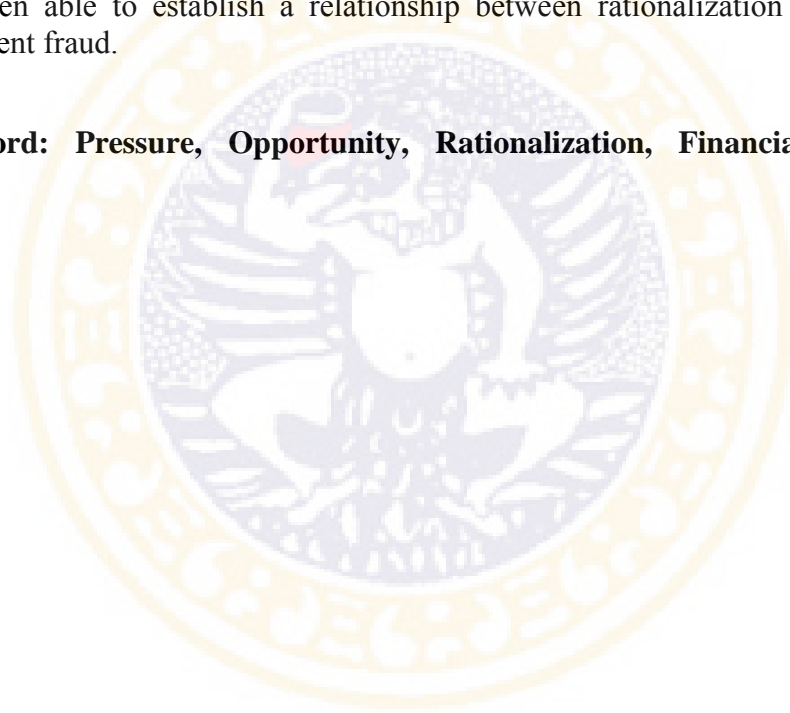 en able to establish a relationship between rationalization
ent fraud.
ord: Pressure, Opportunity, Rationalization, Financia